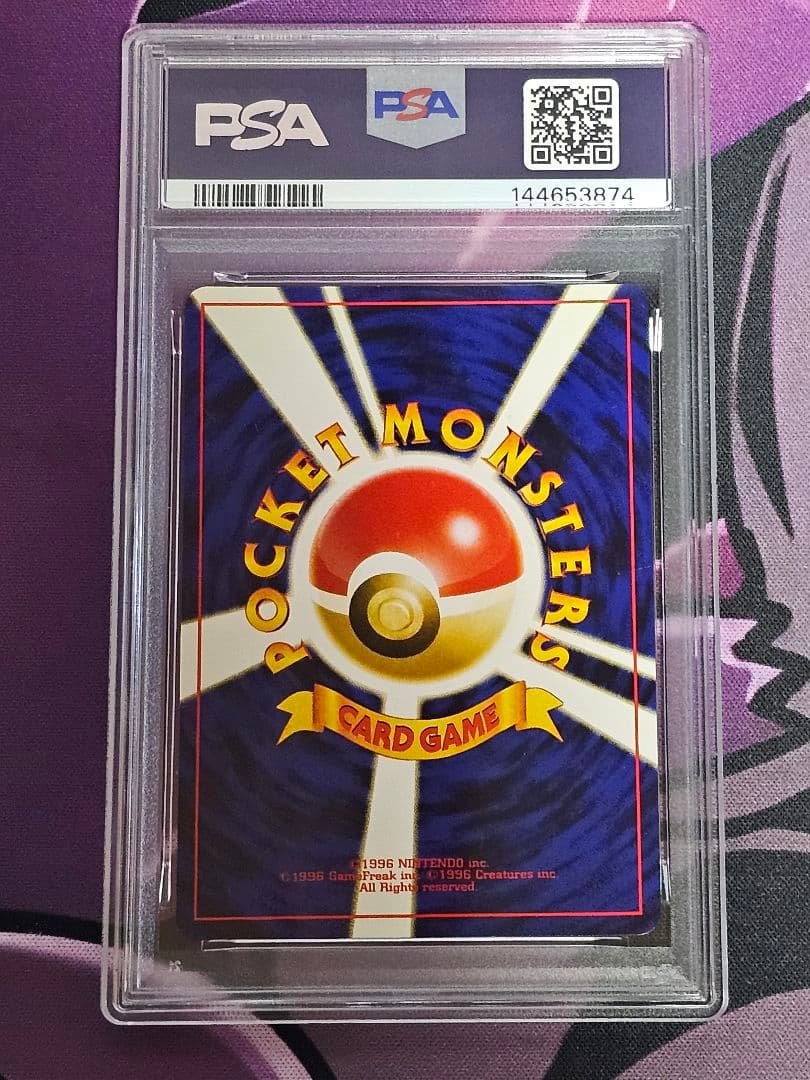 PSA
PSA
144653874
POCKET MONSTERS
CARD GAME
©1996 NINTENDO inc.
©1996 GameFreak inc. ©1996 Creatures inc.
All Rights reserved.